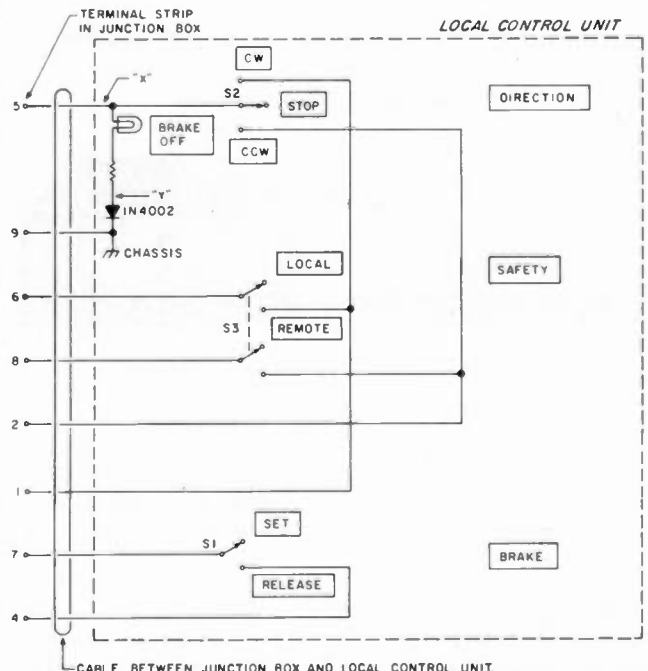 TERMINAL STRIP
IN JUNCTION BOX
LOCAL CONTROL UNIT
CW
"X"
5
S2
STOP
DIRECTION
BRAKE
OFF
CCW
"Y"
1N4002
9
CHASSIS
LOCAL
SAFETY
6
S3
REMOTE
8
2
1
SET
7
S1
BRAKE
RELEASE
4
CABLE BETWEEN JUNCTION BOX AND LOCAL CONTROL UNIT